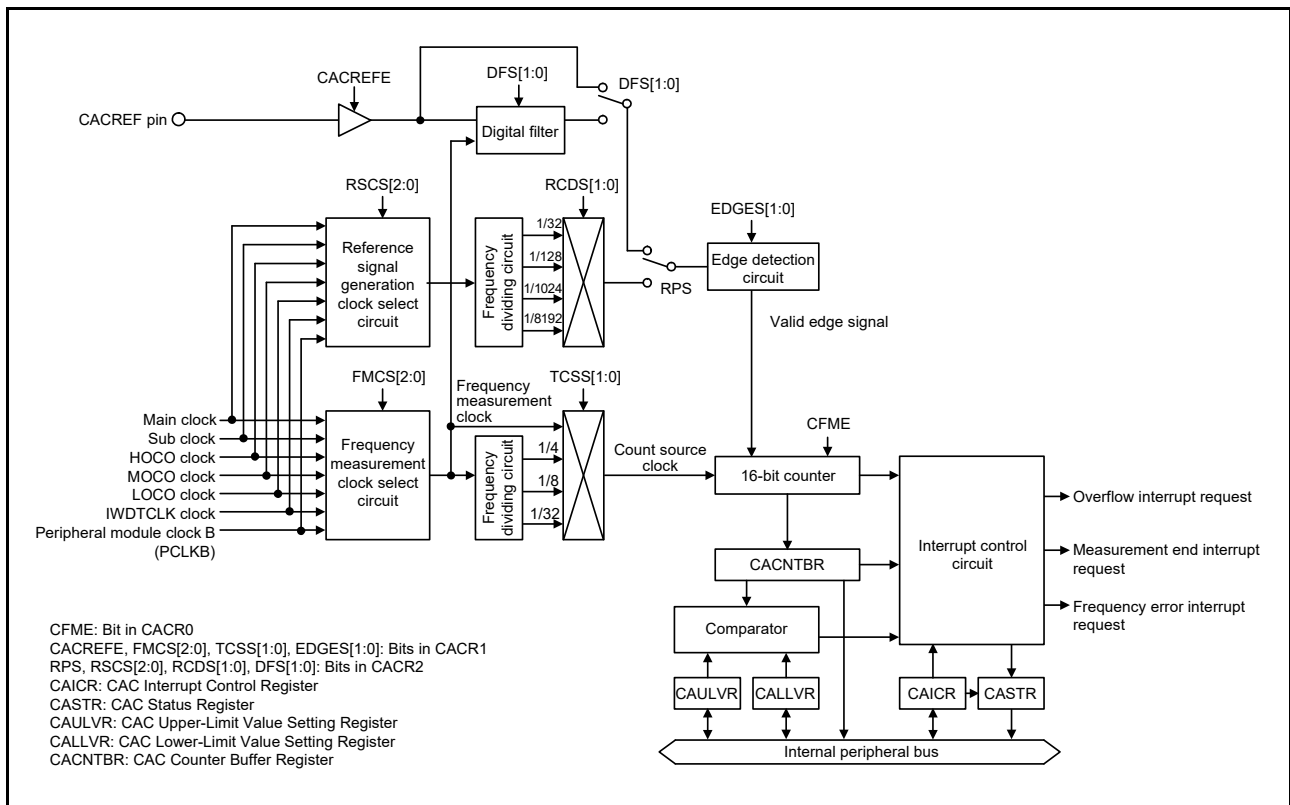 CACREFE
DFS[1:0]
DFS[1:0]
CACREF pin
Digital filter
RSCS[2:0]
RCDS[1:0]
EDGES[1:0]
Reference
signal
generation
clock select
circuit
Frequency
dividing circuit
1/32
1/128
1/1024
1/8192
RPS
Edge detection
circuit
Valid edge signal
FMCS[2:0]
Frequency
measurement
clock
TCSS[1:0]
CFME
Main clock
Sub clock
HOCO clock
MOCO clock
LOCO clock
IWDTCLK clock
Peripheral module clock B
(PCLKB)
Frequency
measurement
clock select
circuit
Frequency
dividing circuit
1/4
1/8
1/32
Count source
clock
16-bit counter
Interrupt control
circuit
Overflow interrupt request
Measurement end interrupt
request
Frequency error interrupt
request
CACNTBR
Comparator
CAULVR
CALLVR
CAICR
CASTR
Internal peripheral bus
CFME: Bit in CACR0
CACREFE, FMCS[2:0], TCSS[1:0], EDGES[1:0]: Bits in CACR1
RPS, RSCS[2:0], RCDS[1:0], DFS[1:0]: Bits in CACR2
CAICR: CAC Interrupt Control Register
CASTR: CAC Status Register
CAULVR: CAC Upper-Limit Value Setting Register
CALLVR: CAC Lower-Limit Value Setting Register
CACNTBR: CAC Counter Buffer Register